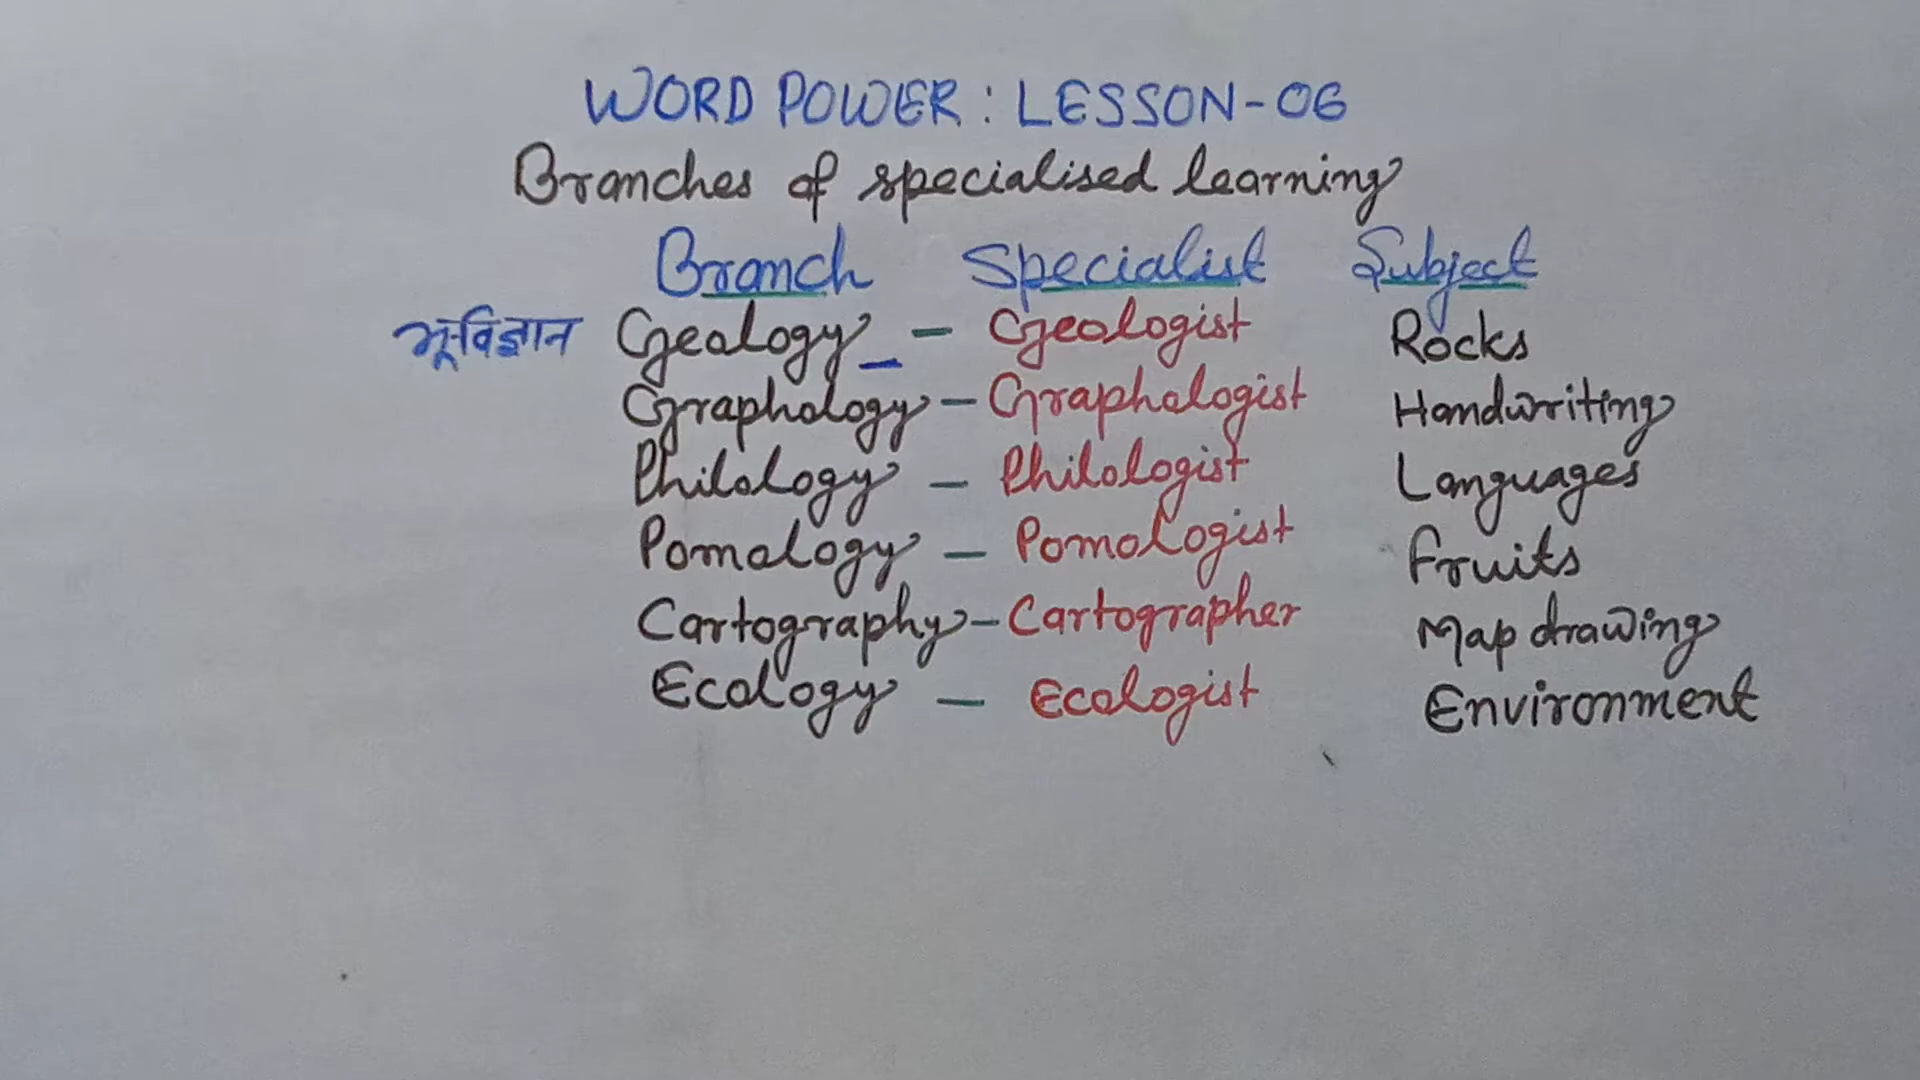 WORD POWER : LESSON-06
Branches of specialised learning
Branch Specialist Subject
भू-विज्ञान Geology - Geologist Rocks
Graphology - Graphologist Handwriting
Philology - Philologist Languages
Pomology - Pomologist Fruits
Cartography - Cartographer Map drawing
Ecology - Ecologist Environment